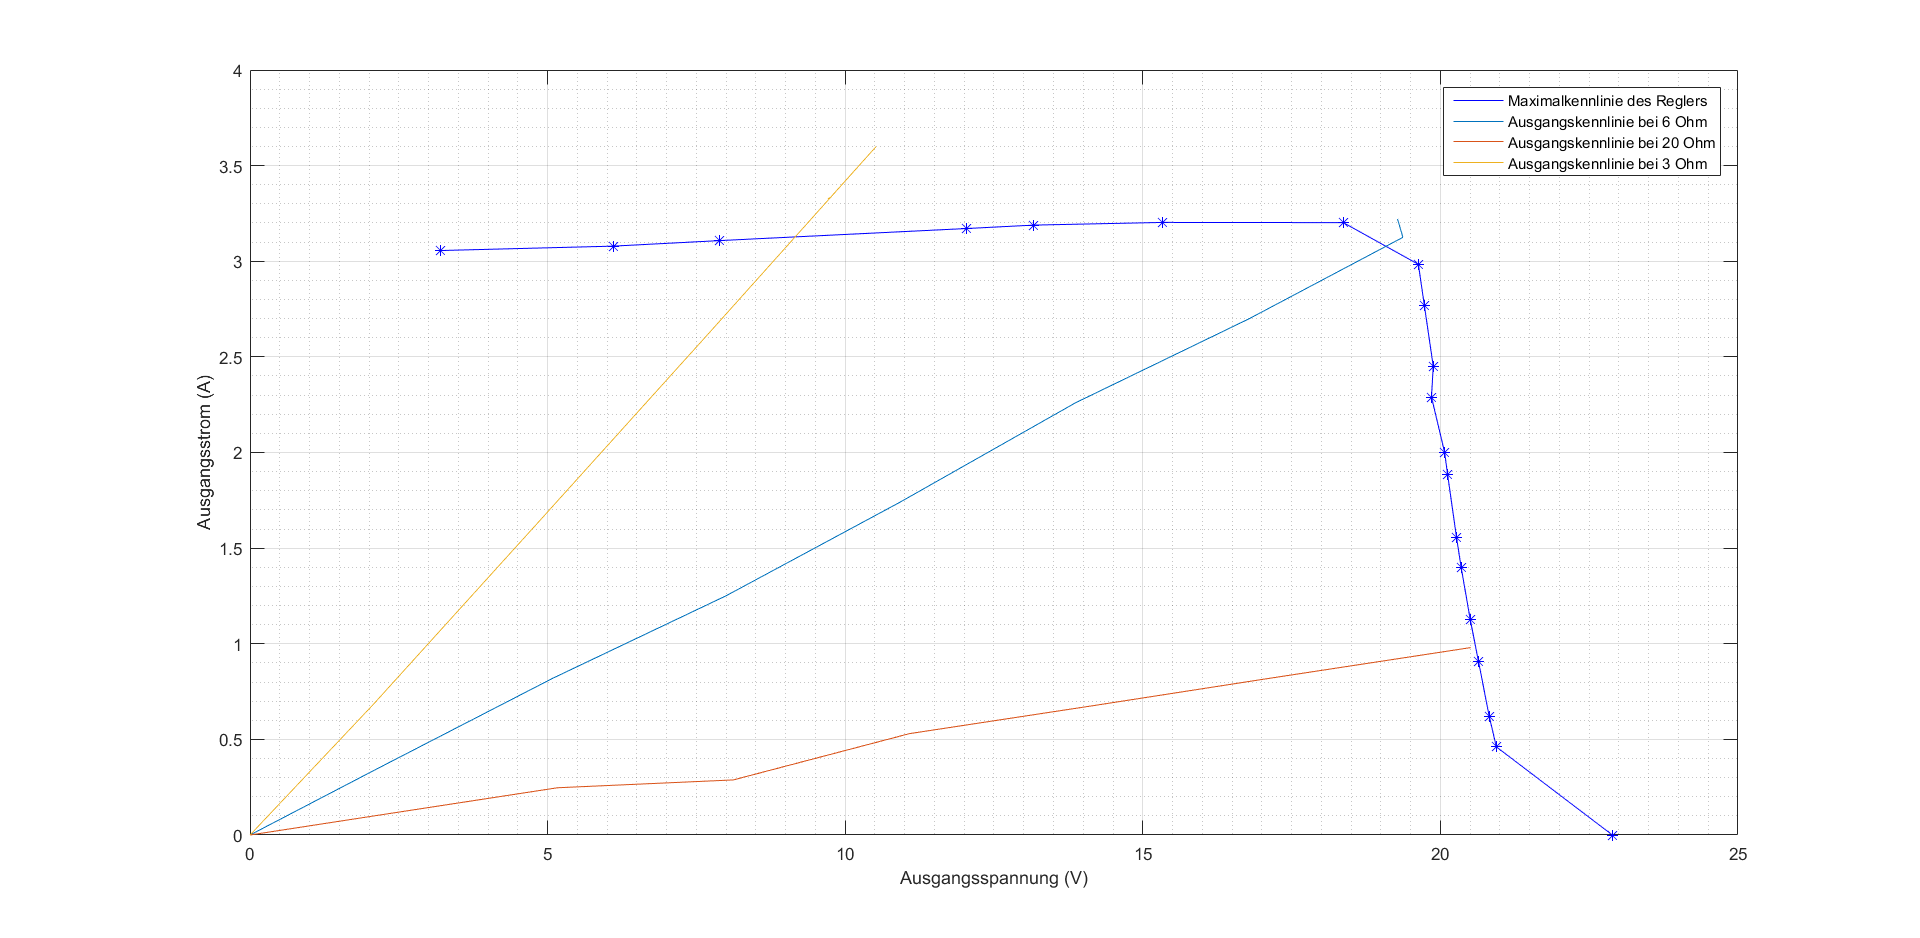 4
3.5
3
2.5
2
1.5
1
0.5
0
Ausgangsstrom (A)
Maximalkennlinie des Reglers
Ausgangskennlinie bei 6 Ohm
Ausgangskennlinie bei 20 Ohm
Ausgangskennlinie bei 3 Ohm
0 5 10 15 20 25
Ausgangsspannung (V)